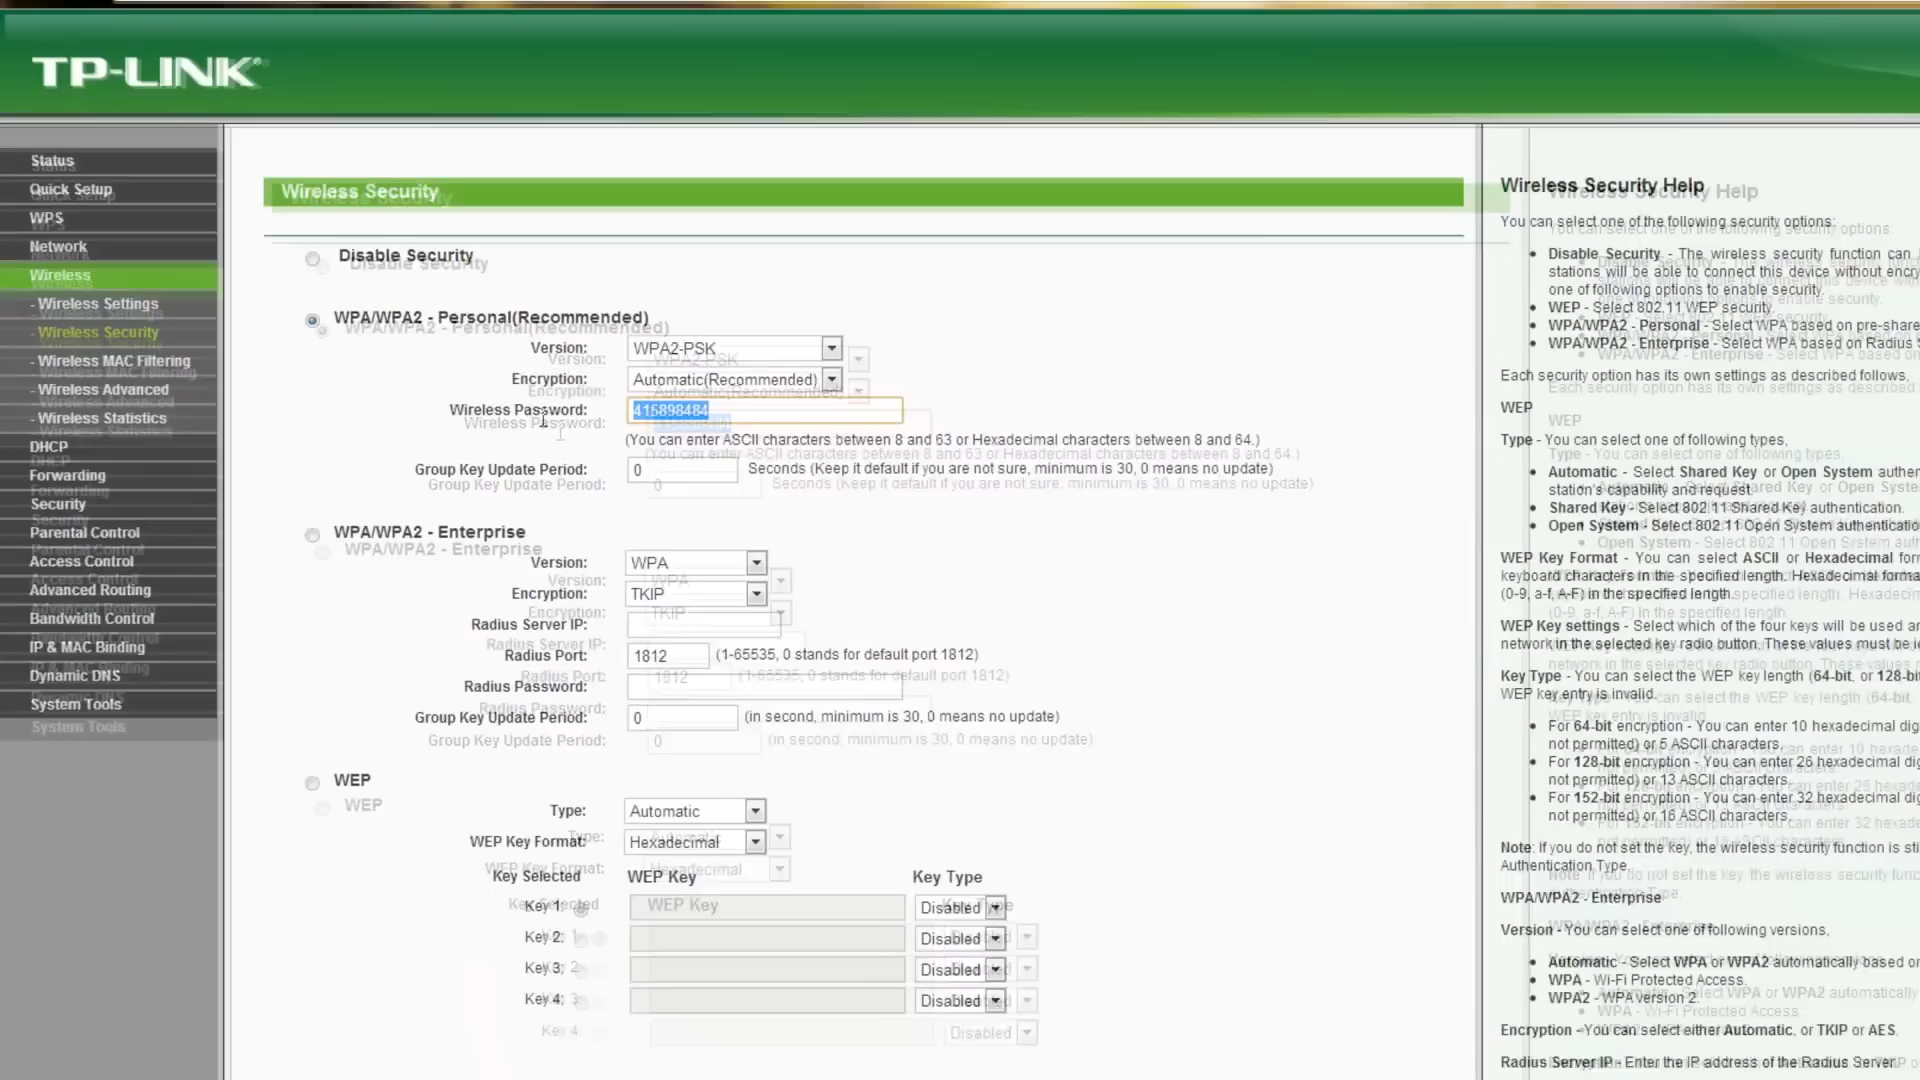 TP-LINK
Status
Quick Setup
WPS
Network
Wireless
- Wireless Settings
- Wireless Security
- Wireless MAC Filtering
- Wireless Advanced
- Wireless Statistics
DHCP
Forwarding
Security
Parental Control
Access Control
Advanced Routing
Bandwidth Control
IP & MAC Binding
Dynamic DNS
System Tools
Wireless Security
Disable Security
WPA/WPA2 - Personal(Recommended)
Version: WPA2-PSK
Encryption: Automatic(Recommended)
Wireless Password: 415898484
(You can enter ASCII characters between 8 and 63 or Hexadecimal characters between 8 and 64.)
Group Key Update Period: 0 Seconds (Keep it default if you are not sure, minimum is 30, 0 means no update)
WPA/WPA2 - Enterprise
Version: WPA
Encryption: TKIP
Radius Server IP:
Radius Port: 1812 (1-65535, 0 stands for default port 1812)
Radius Password:
Group Key Update Period: 0 (in second, minimum is 30, 0 means no update)
WEP
Type: Automatic
WEP Key Format: Hexadecimal
Key Selected WEP Key Key Type
Key 1: Disabled
Key 2: Disabled
Key 3: Disabled
Key 4: Disabled
Wireless Security Help
You can select one of the following security options:
Disable Security - The wireless security function can
stations will be able to connect this device without encry
one of following options to enable security.
WEP - Select 802.11 WEP security.
WPA/WPA2 - Personal - Select WPA based on pre-share
WPA/WPA2 - Enterprise - Select WPA based on Radius S
Each security option has its own settings as described follows,
WEP
Type - You can select one of following types,
Automatic - Select Shared Key or Open System authen
station's capability and request.
Shared Key - Select 802.11 Shared Key authentication.
Open System - Select 802.11 Open System authenticatio
WEP Key Format - You can select ASCII or Hexadecimal form
keyboard characters in the specified length. Hexadecimal forma
(0-9, a-f, A-F) in the specified length.
WEP Key settings - Select which of the four keys will be used an
network in the selected key radio button. These values must be i
Key Type - You can select the WEP key length (64-bit, or 128-bi
WEP key entry is invalid.
For 64-bit encryption - You can enter 10 hexadecimal dig
not permitted) or 5 ASCII characters.
For 128-bit encryption - You can enter 26 hexadecimal dig
not permitted) or 13 ASCII characters.
For 152-bit encryption - You can enter 32 hexadecimal dig
not permitted) or 16 ASCII characters.
Note: If you do not set the key, the wireless security function is sti
Authentication Type.
WPA/WPA2 - Enterprise
Version - You can select one of following versions,
Automatic - Select WPA or WPA2 automatically based or
WPA - Wi-Fi Protected Access.
WPA2 - WPA version 2.
Encryption - You can select either Automatic, or TKIP or AES.
Radius Server IP - Enter the IP address of the Radius Server.